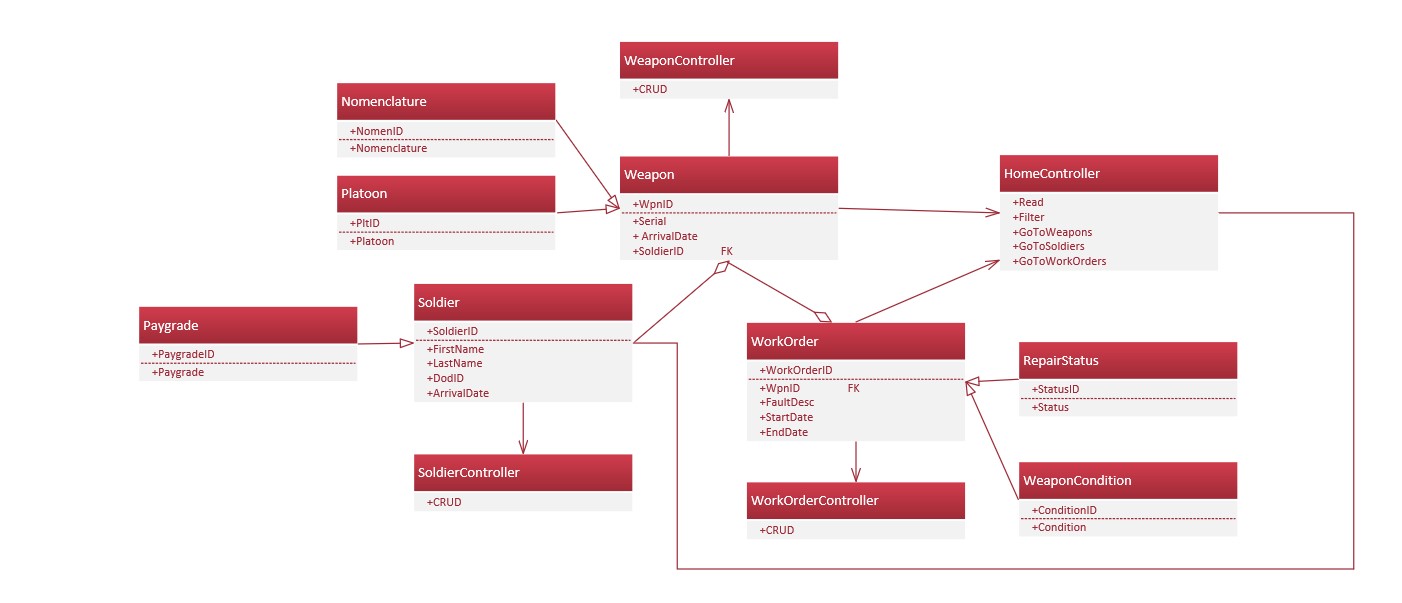 WeaponController
+CRUD
Nomenclature
+NomenID
+Nomenclature
Platoon
+PltID
+Platoon
Weapon
+WpnID
+Serial
+ ArrivalDate
+SoldierID FK
HomeController
+Read
+Filter
+GoToWeapons
+GoToSoldiers
+GoToWorkOrders
Paygrade
+PaygradeID
+Paygrade
Soldier
+SoldierID
+FirstName
+LastName
+DodID
+ArrivalDate
SoldierController
+CRUD
WorkOrder
+WorkOrderID
+WpnID FK
+FaultDesc
+StartDate
+EndDate
WorkOrderController
+CRUD
RepairStatus
+StatusID
+Status
WeaponCondition
+ConditionID
+Condition